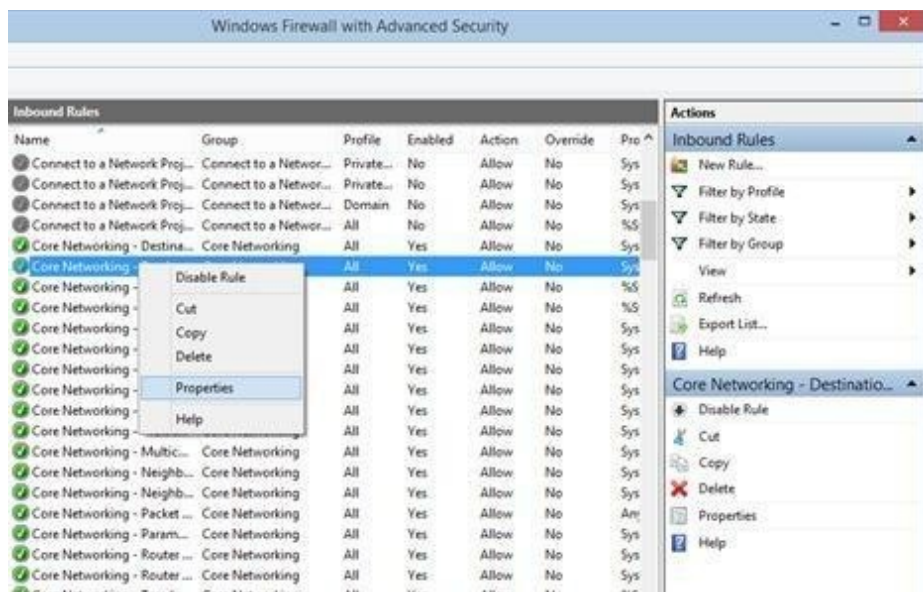 Windows Firewall with Advanced Security
Inbound Rules
Name Group Profile Enabled Action Override Pro
Connect to a Network Proj... Connect to a Networ... Private... No Allow No Sys
Connect to a Network Proj... Connect to a Networ... Private... No Allow No Sys
Connect to a Network Proj... Connect to a Networ... Domain No Allow No Sys
Connect to a Network Proj... Connect to a Networ... All No Allow No %S
Core Networking - Destina... Core Networking All Yes Allow No Sys
Core Networking - All Yes Allow No Sys
Core Networking - All Yes Allow No %S
Core Networking - All Yes Allow No %S
Core Networking - All Yes Allow No Sys
Core Networking - All Yes Allow No Sys
Core Networking - All Yes Allow No Sys
Core Networking - All Yes Allow No Sys
Core Networking - All Yes Allow No Sys
Core Networking - All Yes Allow No Sys
Core Networking - Multic... Core Networking All Yes Allow No Sys
Core Networking - Neighb... Core Networking All Yes Allow No Sys
Core Networking - Neighb... Core Networking All Yes Allow No Sys
Core Networking - Packet ... Core Networking All Yes Allow No An
Core Networking - Param... Core Networking All Yes Allow No Sys
Core Networking - Router ... Core Networking All Yes Allow No Sys
Core Networking - Router ... Core Networking All Yes Allow No Sys
Disable Rule
Cut
Copy
Delete
Properties
Help
Actions
Inbound Rules
New Rule...
Filter by Profile
Filter by State
Filter by Group
View
Refresh
Export List...
Help
Core Networking - Destinatio...
Disable Rule
Cut
Copy
Delete
Properties
Help